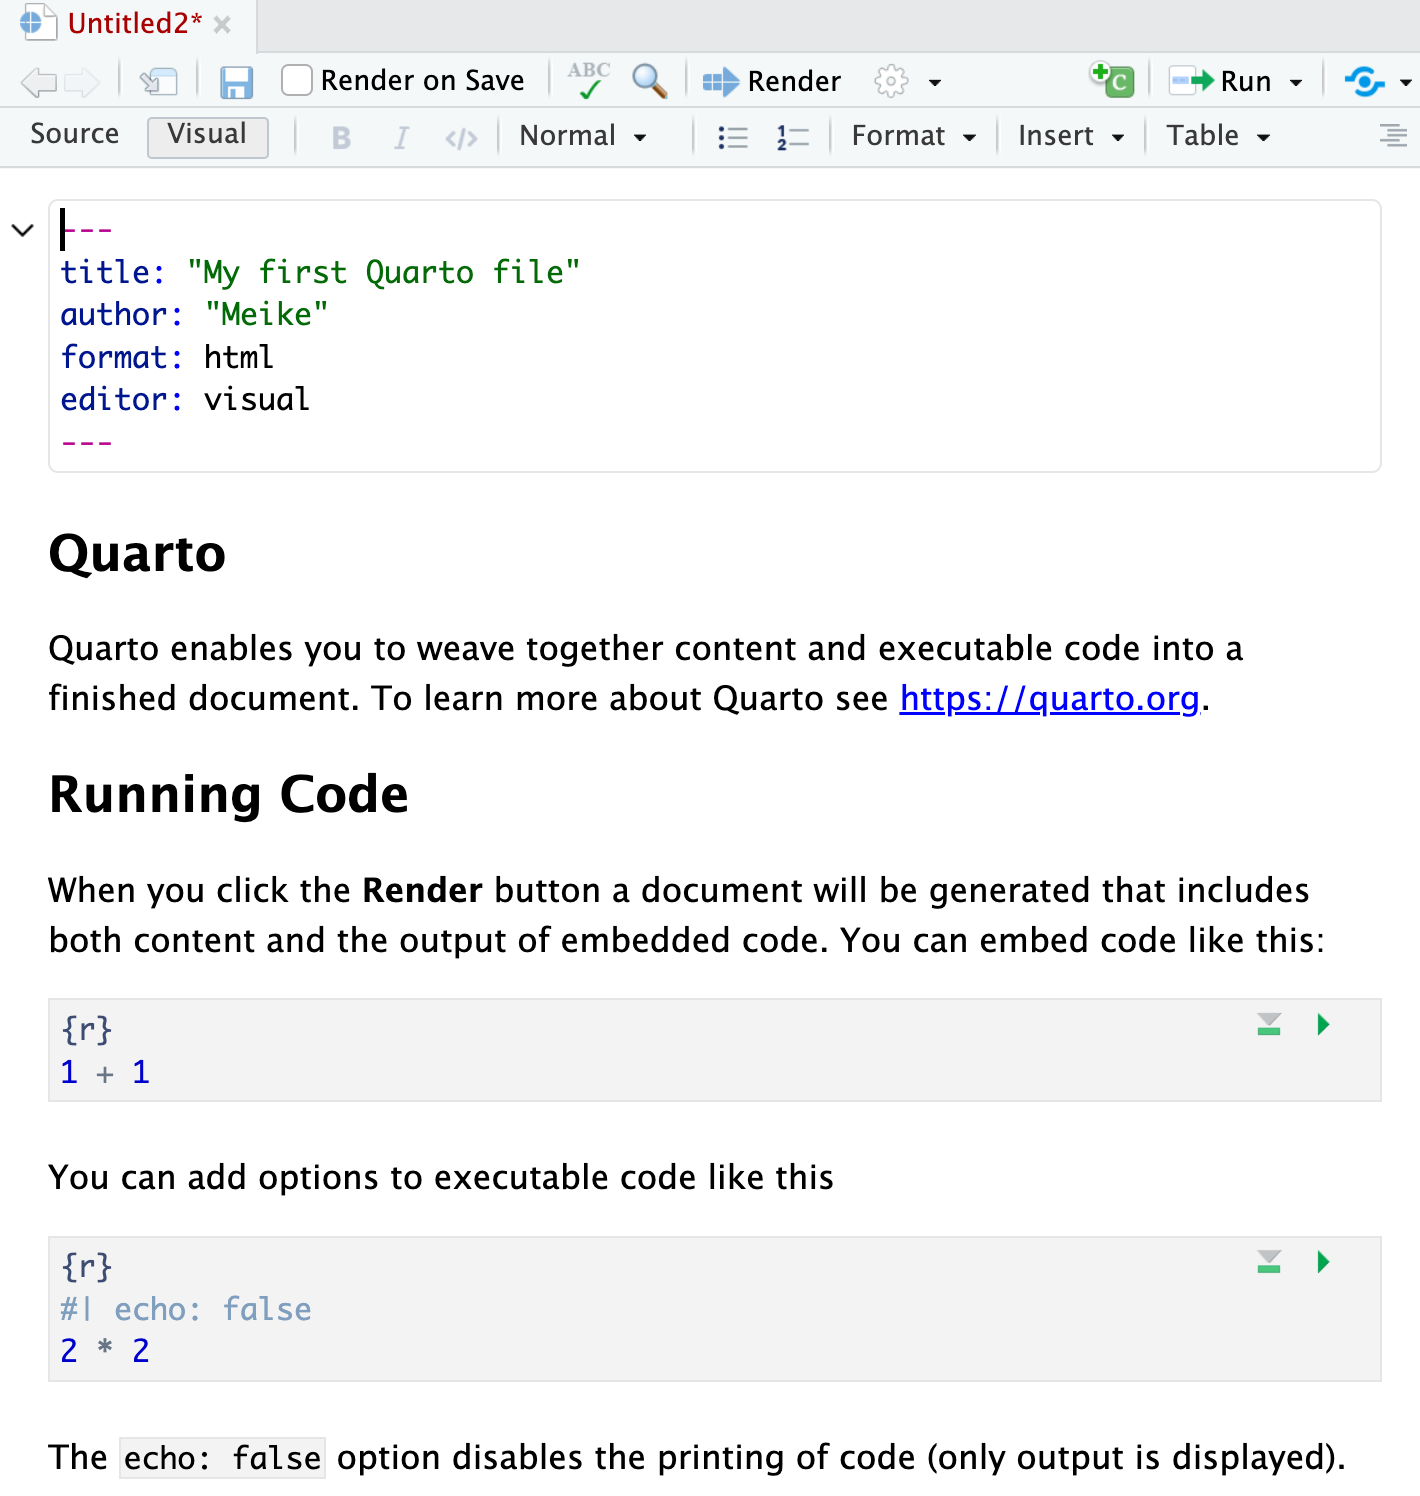 Untitled2*
Render on Save ABC Render C Run
Source Visual B I </> Normal 1 2 Format Insert Table
---
title: "My first Quarto file"
author: "Meike"
format: html
editor: visual
---
Quarto
Quarto enables you to weave together content and executable code into a
finished document. To learn more about Quarto see https://quarto.org.
Running Code
When you click the Render button a document will be generated that includes
both content and the output of embedded code. You can embed code like this:
{r}
1 + 1
You can add options to executable code like this
{r}
#| echo: false
2 * 2
The echo: false option disables the printing of code (only output is displayed).